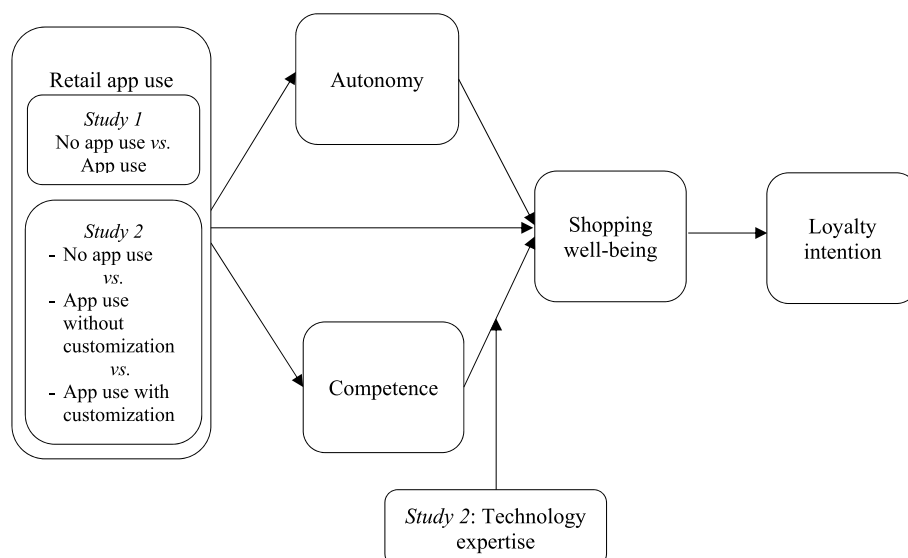 Retail app use
Study 1
No app use vs.
App use
Study 2
- No app use
vs.
- App use
without
customization
vs.
- App use with
customization
Autonomy
Competence
Shopping
well-being
Loyalty
intention
Study 2: Technology
expertise